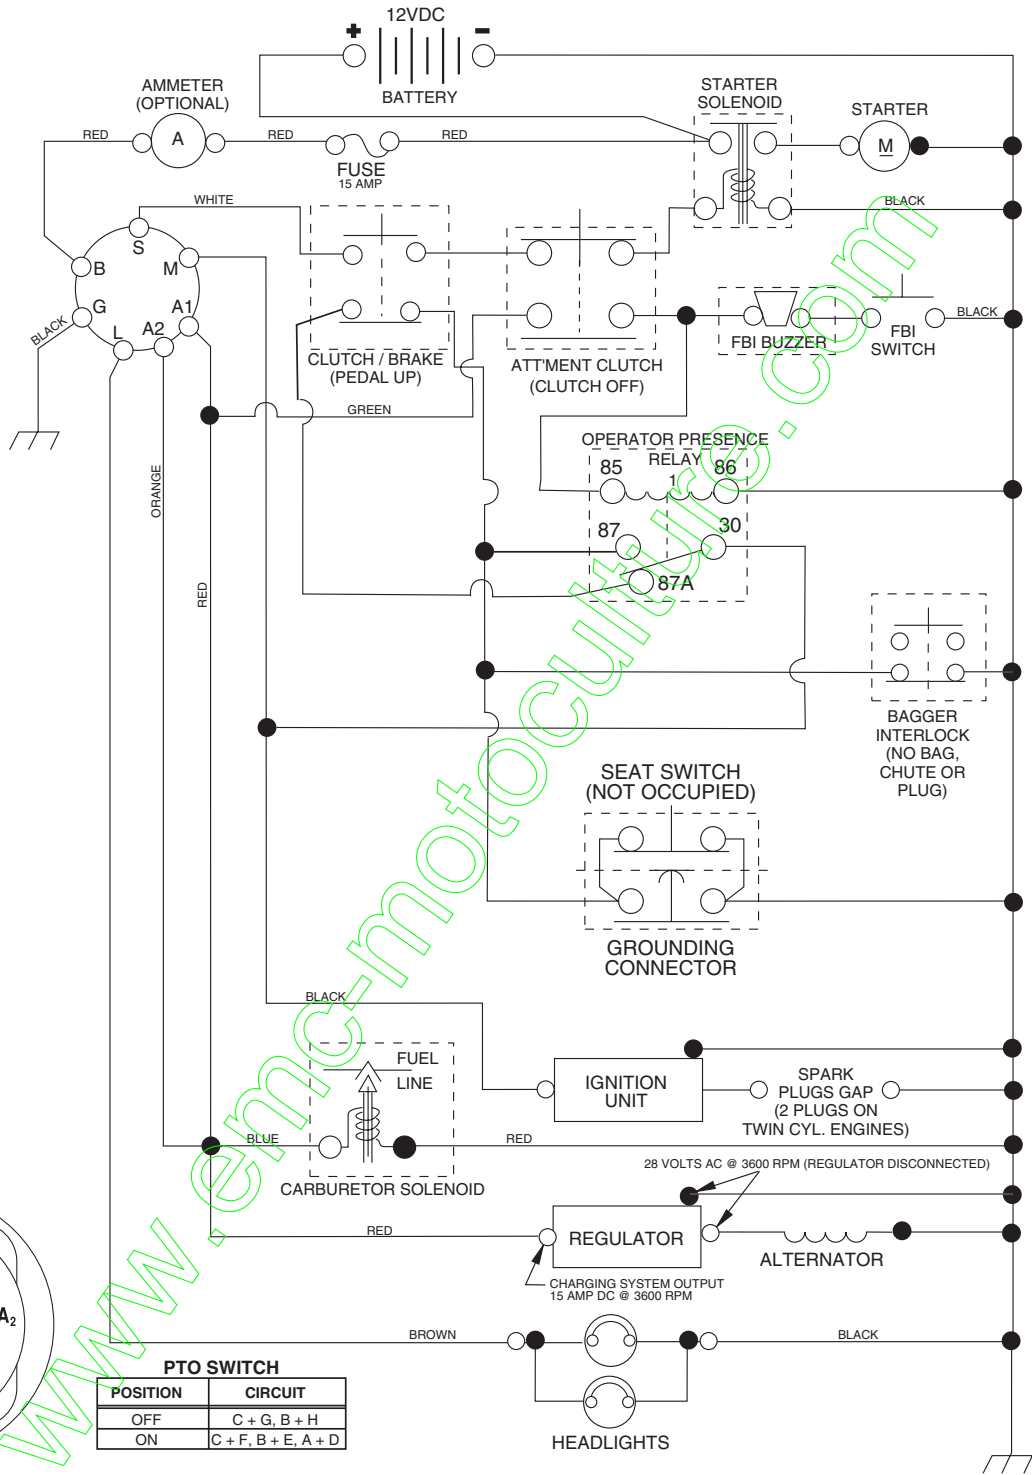 12VDC
+
-
BATTERY
AMMETER
(OPTIONAL)
STARTER
SOLENOID
STARTER
RED
A
RED
RED
M
FUSE
15 AMP
WHITE
BLACK
S
B
M
G
A1
L
A2
BLACK
BLACK
CLUTCH / BRAKE
(PEDAL UP)
ATT'MENT CLUTCH
(CLUTCH OFF)
FBI BUZZER
FBI
SWITCH
GREEN
OPERATOR PRESENCE
RELAY
85
1
86
ORANGE
87
30
87A
RED
BAGGER
INTERLOCK
(NO BAG,
CHUTE OR
PLUG)
SEAT SWITCH
(NOT OCCUPIED)
GROUNDING
CONNECTOR
BLACK
FUEL
LINE
IGNITION
UNIT
SPARK
PLUGS GAP
(2 PLUGS ON
TWIN CYL. ENGINES)
BLUE
RED
CARBURETOR SOLENOID
28 VOLTS AC @ 3600 RPM (REGULATOR DISCONNECTED)
RED
REGULATOR
ALTERNATOR
CHARGING SYSTEM OUTPUT
15 AMP DC @ 3600 RPM
A2
BROWN
BLACK
HEADLIGHTS
PTO SWITCH
POSITION CIRCUIT
OFF C + G, B + H
ON C + F, B + E, A + D
www.emc-motoculture.com